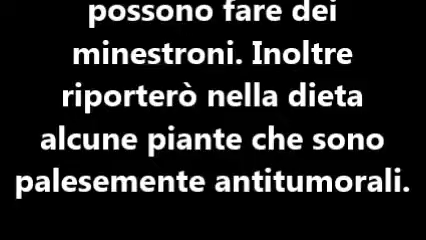 possono fare dei
minestroni. Inoltre
riporterò nella dieta
alcune piante che sono
palesemente antitumorali.